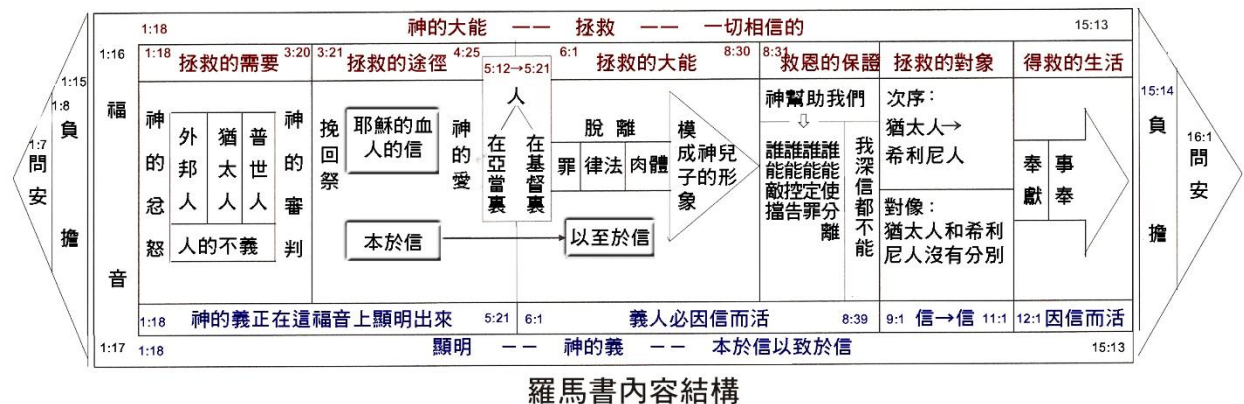 1:7
問安
1:8
1:15
負擔
1:16
福音
1:17
1:18 神的大能 —— 拯救 —— 一切相信的 15:13
1:18 拯救的需要 3:20
神的忿怒
外邦人
猶太人
普世人
人的不義
神的審判
3:21 拯救的途徑 4:25
挽回祭
耶穌的血
人的信
本於信
神的愛
5:12→5:21
人
在亞當裏
在基督裏
6:1 拯救的大能 8:30
脫離
罪 律法 肉體
以至於信
模成神兒子的形象
8:31 救恩的保證
神幫助我們
誰能敵擋
誰能控告
誰能定罪
誰能使分離
我深信都不能
拯救的對象
次序：
猶太人→
希利尼人
對像：
猶太人和希利
尼人沒有分別
得救的生活
奉獻
事奉
1:18 神的義正在這福音上顯明出來 5:21
6:1 義人必因信而活 8:39
9:1 信→信 11:1
12:1 因信而活
1:18 顯明 —— 神的義 —— 本於信以致於信 15:13
15:14
負擔
16:1
問安
羅馬書內容結構